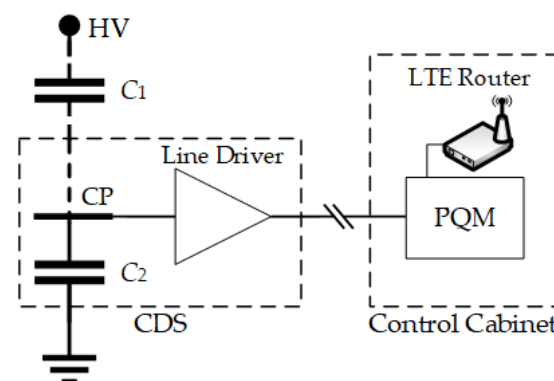 HV
C1
LTE Router
Line Driver
CP
PQM
C2
CDS
Control Cabinet